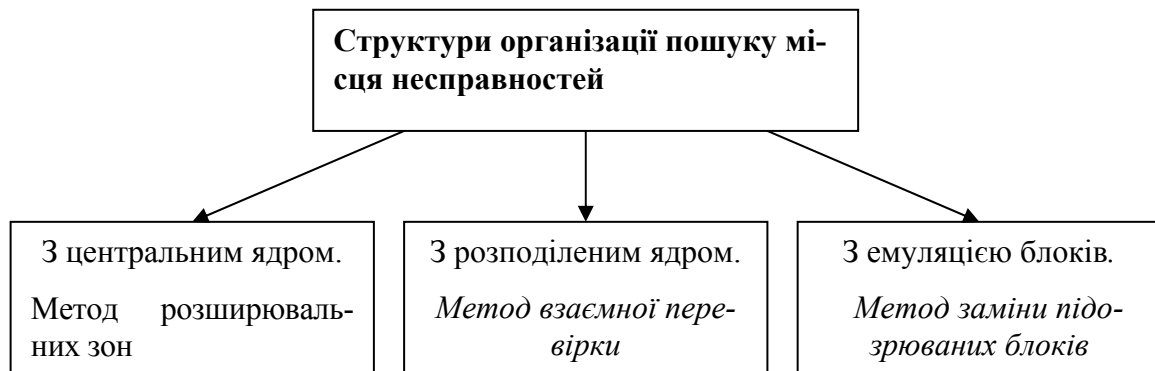 Структури організації пошуку мі-
сця несправностей
З центральним ядром.
Метод розширюваль-
них зон
З розподіленим ядром.
Метод взаємної пере-
вірки
З емуляцією блоків.
Метод заміни підо-
зрюваних блоків